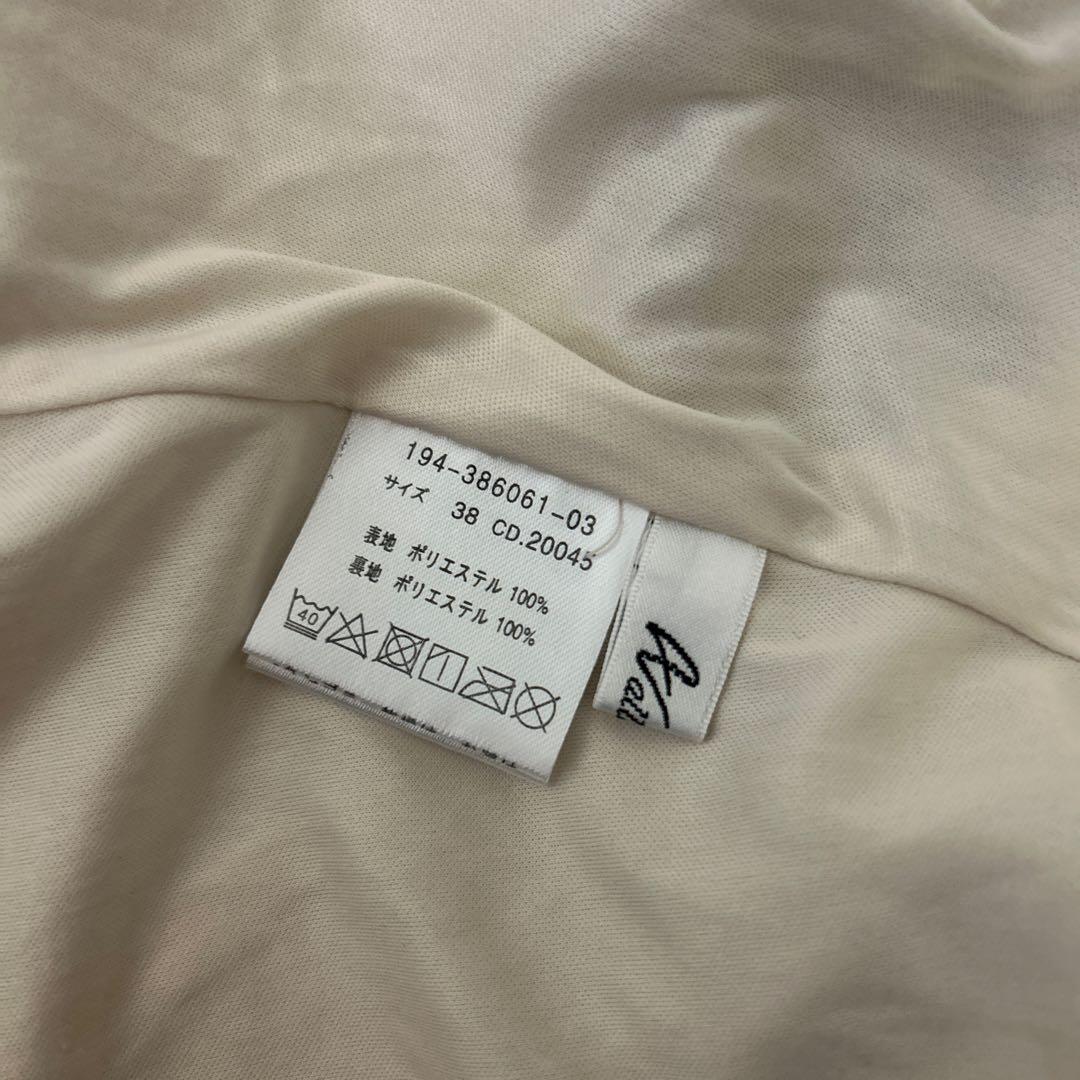 194-386061-03
サイズ 38 CD.20045
表地 ポリエステル 100%
裏地 ポリエステル 100%
40